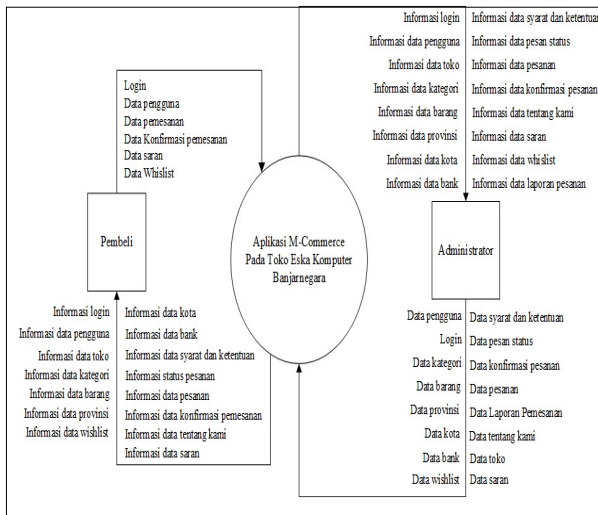 Informasi login
Informasi data pengguna
Informasi data toko
Informasi data kategori
Informasi data barang
Informasi data provinsi
Informasi data kota
Informasi data bank
Informasi data syarat dan ketentuan
Informasi data pesan status
Informasi data pesanan
Informasi data konfirmasi pesanan
Informasi data tentang kami
Informasi data saran
Informasi data whislist
Informasi data laporan pesanan
Login
Data pengguna
Data pemesanan
Data Konfirmasi pemesanan
Data saran
Data Whislist
Pembeli
Aplikasi M-Commerce
Pada Toko Eska Komputer
Banjarnegara
Administrator
Informasi login
Informasi data pengguna
Informasi data toko
Informasi data kategori
Informasi data barang
Informasi data provinsi
Informasi data wishlist
Informasi data kota
Informasi data bank
Informasi data syarat dan ketentuan
Informasi status pesanan
Informasi data pesanan
Informasi data konfirmasi pemesanan
Informasi data tentang kami
Informasi data saran
Data pengguna
Login
Data kategori
Data barang
Data provinsi
Data kota
Data bank
Data wishlist
Data syarat dan ketentuan
Data pesan status
Data konfirmasi pesanan
Data pesanan
Data Laporan Pemesanan
Data tentang kami
Data toko
Data saran